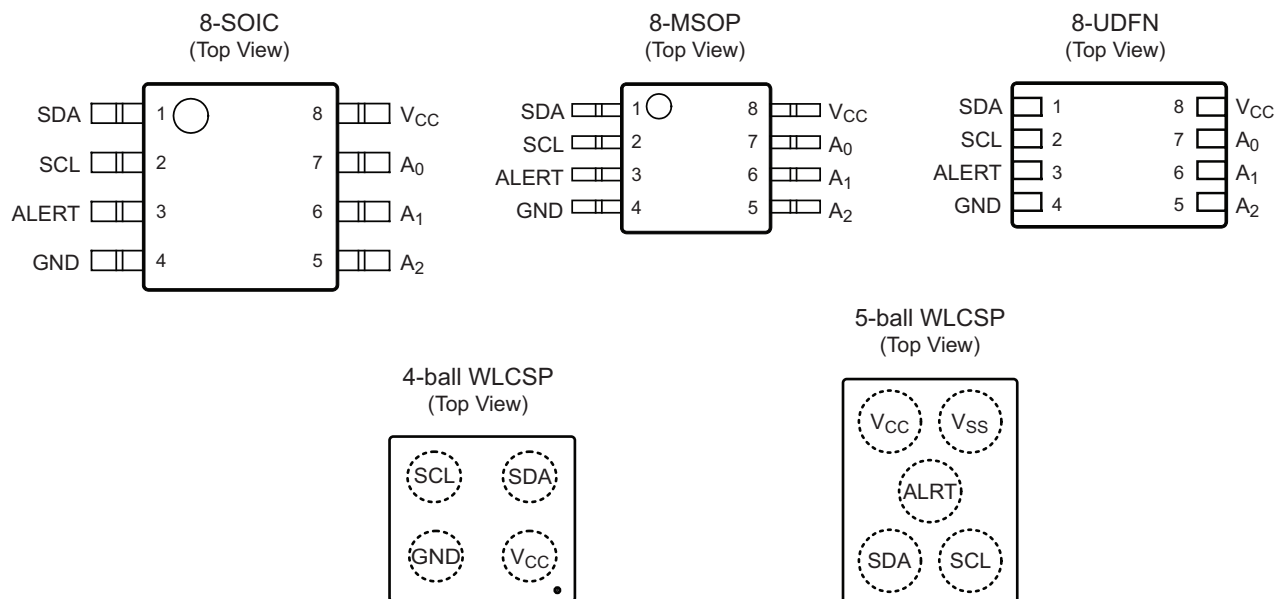 8-SOIC
(Top View)
SDA 1 8 VCC
SCL 2 7 A0
ALERT 3 6 A1
GND 4 5 A2
8-MSOP
(Top View)
SDA 1 8 VCC
SCL 2 7 A0
ALERT 3 6 A1
GND 4 5 A2
8-UDFN
(Top View)
SDA 1 8 VCC
SCL 2 7 A0
ALERT 3 6 A1
GND 4 5 A2
4-ball WLCSP
(Top View)
SCL SDA
GND VCC
5-ball WLCSP
(Top View)
VCC VSS
ALRT
SDA SCL